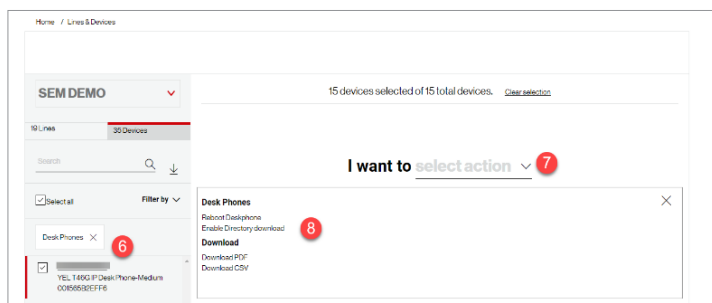 Home / Lines & Devices
SEM DEMO
15 devices selected of 15 total devices. Clear selection
19 Lines
35 Devices
Search
I want to select action
7
Select all
Filter by
Desk Phones
Reboot Deskphone
Enable Directory download
8
Download
Download PDF
Download CSV
Desk Phones
6
YEL T46G IP Desk Phone-Medium
001565B2EFF6